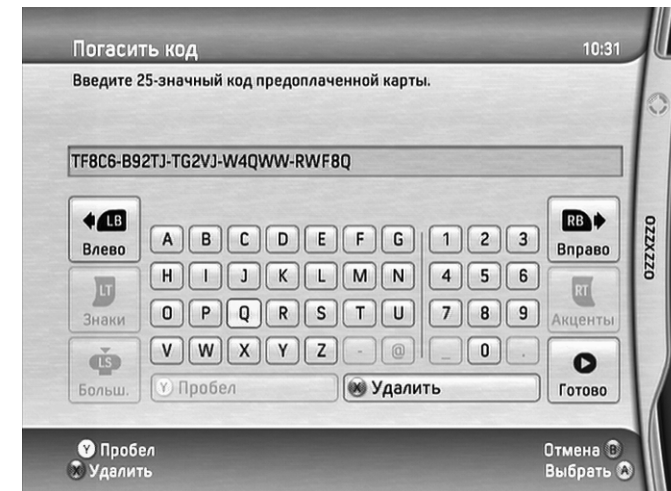 Погасить код 10:31
Введите 25-значный код предоплаченной карты.
TF8C6-B92TJ-TG2VJ-W4QWW-RWF8Q
LB RB
Влево A B C D E F G 1 2 3 Вправо
LT H I J K L M N 4 5 6 RT
Знаки O P Q R S T U 7 8 9 Акценты
LS V W X Y Z - @ _ 0 .
Больш. Y Пробел X Удалить Готово
OZZXZZO
Y Пробел Отмена B
X Удалить Выбрать A